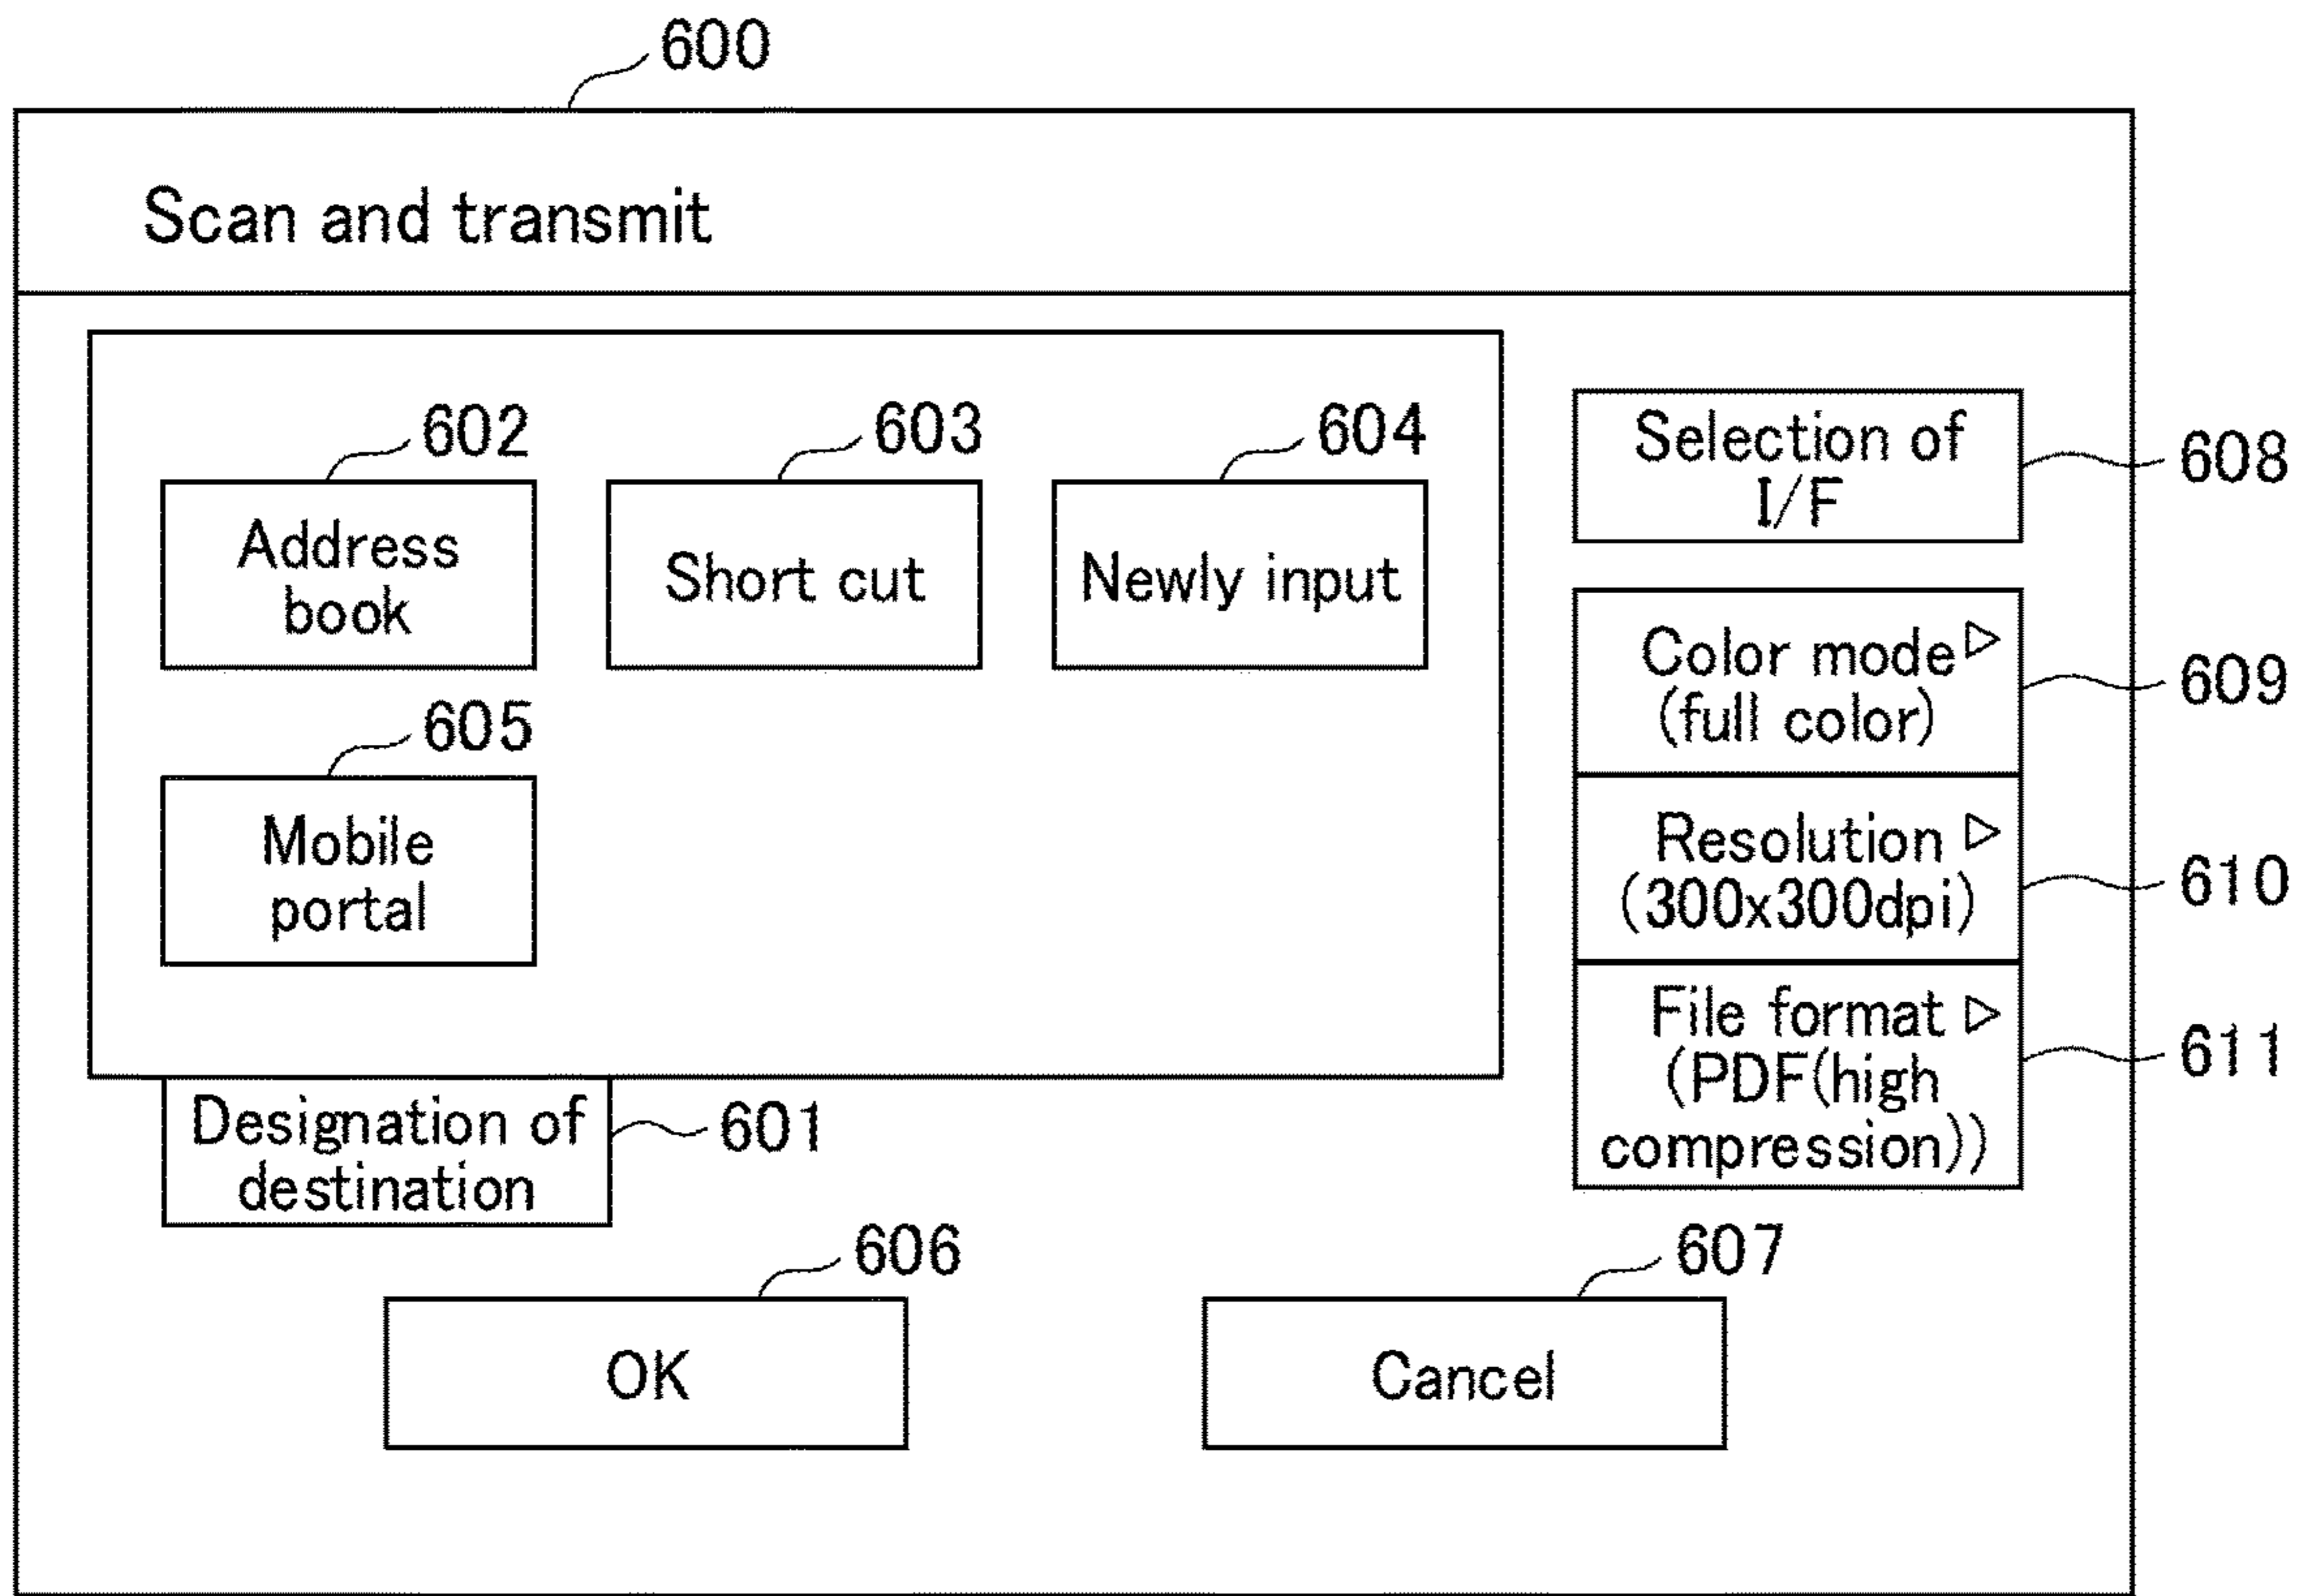 600
Scan and transmit
602
603
604
Address
book
Short cut
Newly input
605
Mobile
portal
Designation of
destination
601
Selection of
I/F
608
Color mode
(full color)
609
Resolution
(300x300dpi)
610
File format
(PDF(high
compression))
611
606
OK
607
Cancel